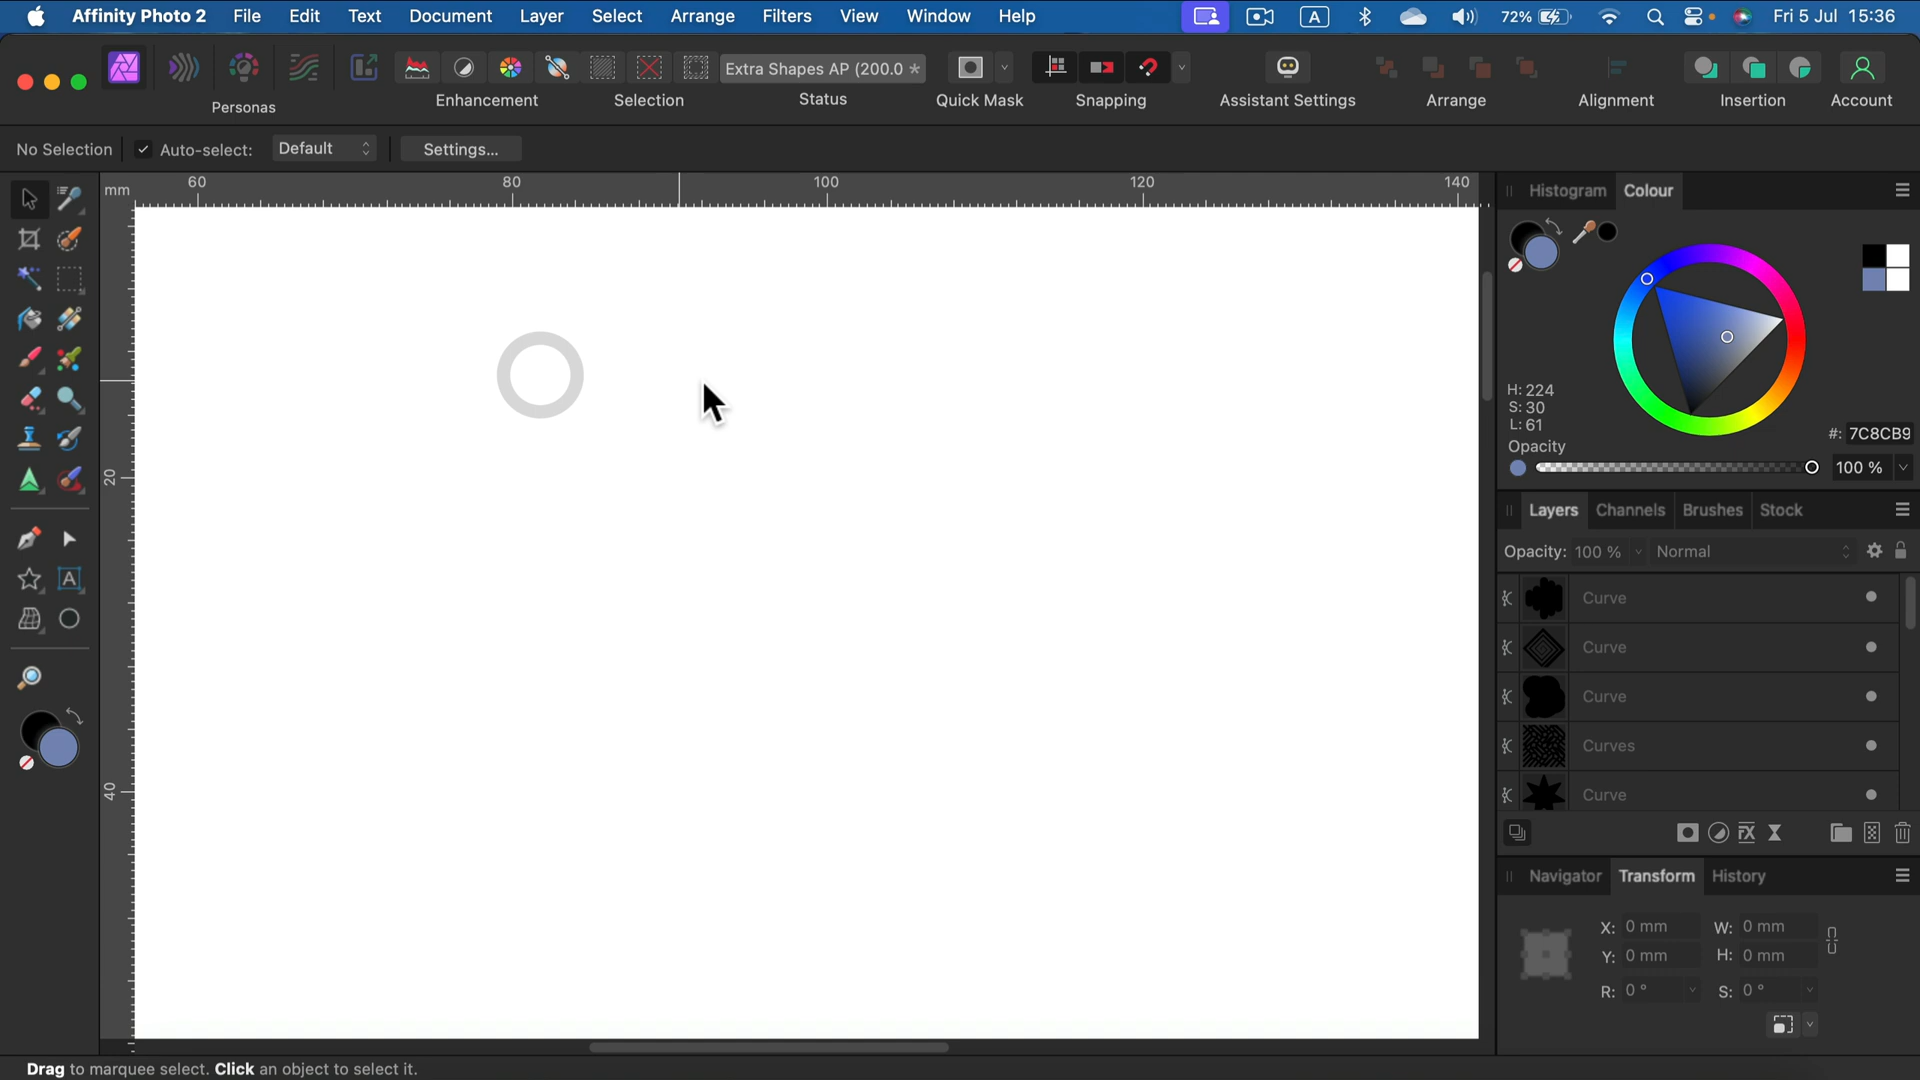 Affinity Photo 2 File Edit Text Document Layer Select Arrange Filters View Window Help A 72% Fri 5 Jul 15:36
Extra Shapes AP (200.0 *
Personas Enhancement Selection Status Quick Mask Snapping Assistant Settings Arrange Alignment Insertion Account
No Selection Auto-select: Default Settings...
mm 60 80 100 120 140
20
40
Histogram Colour
H: 224
S: 30
L: 61
#: 7C8CB9
Opacity
100 %
Layers Channels Brushes Stock
Opacity: 100 % Normal
Curve
Curve
Curve
Curves
Curve
Navigator Transform History
X: 0 mm W: 0 mm
Y: 0 mm H: 0 mm
R: 0 ° S: 0 °
Drag to marquee select. Click an object to select it.